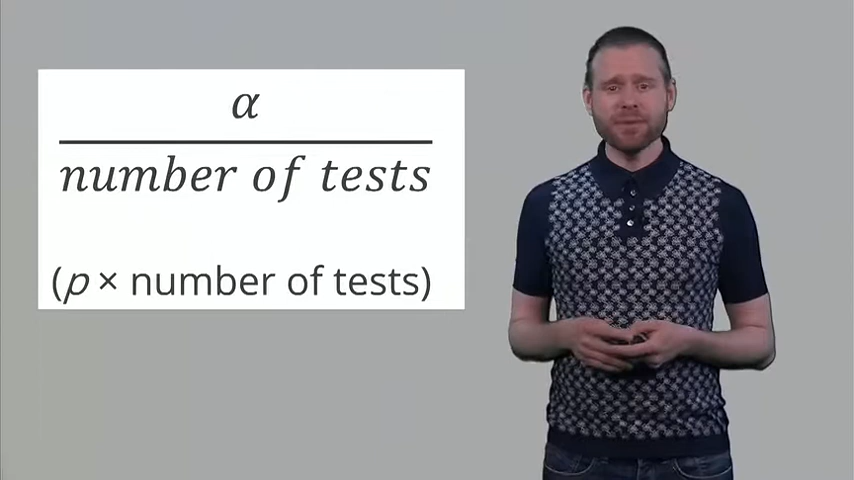 α
number of tests
(p × number of tests)